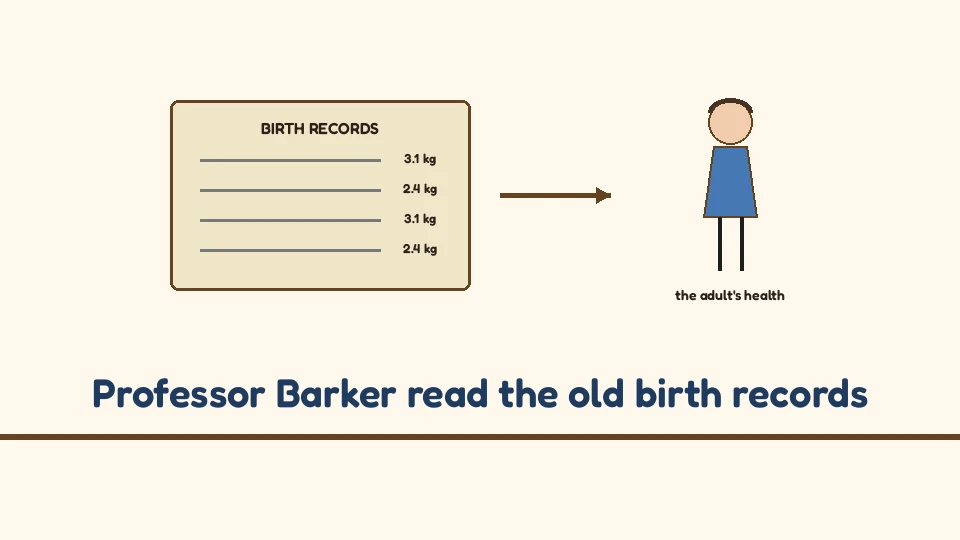 BIRTH RECORDS
3.1 kg
2.4 kg
3.1 kg
2.4 kg
the adult's health
Professor Barker read the old birth records